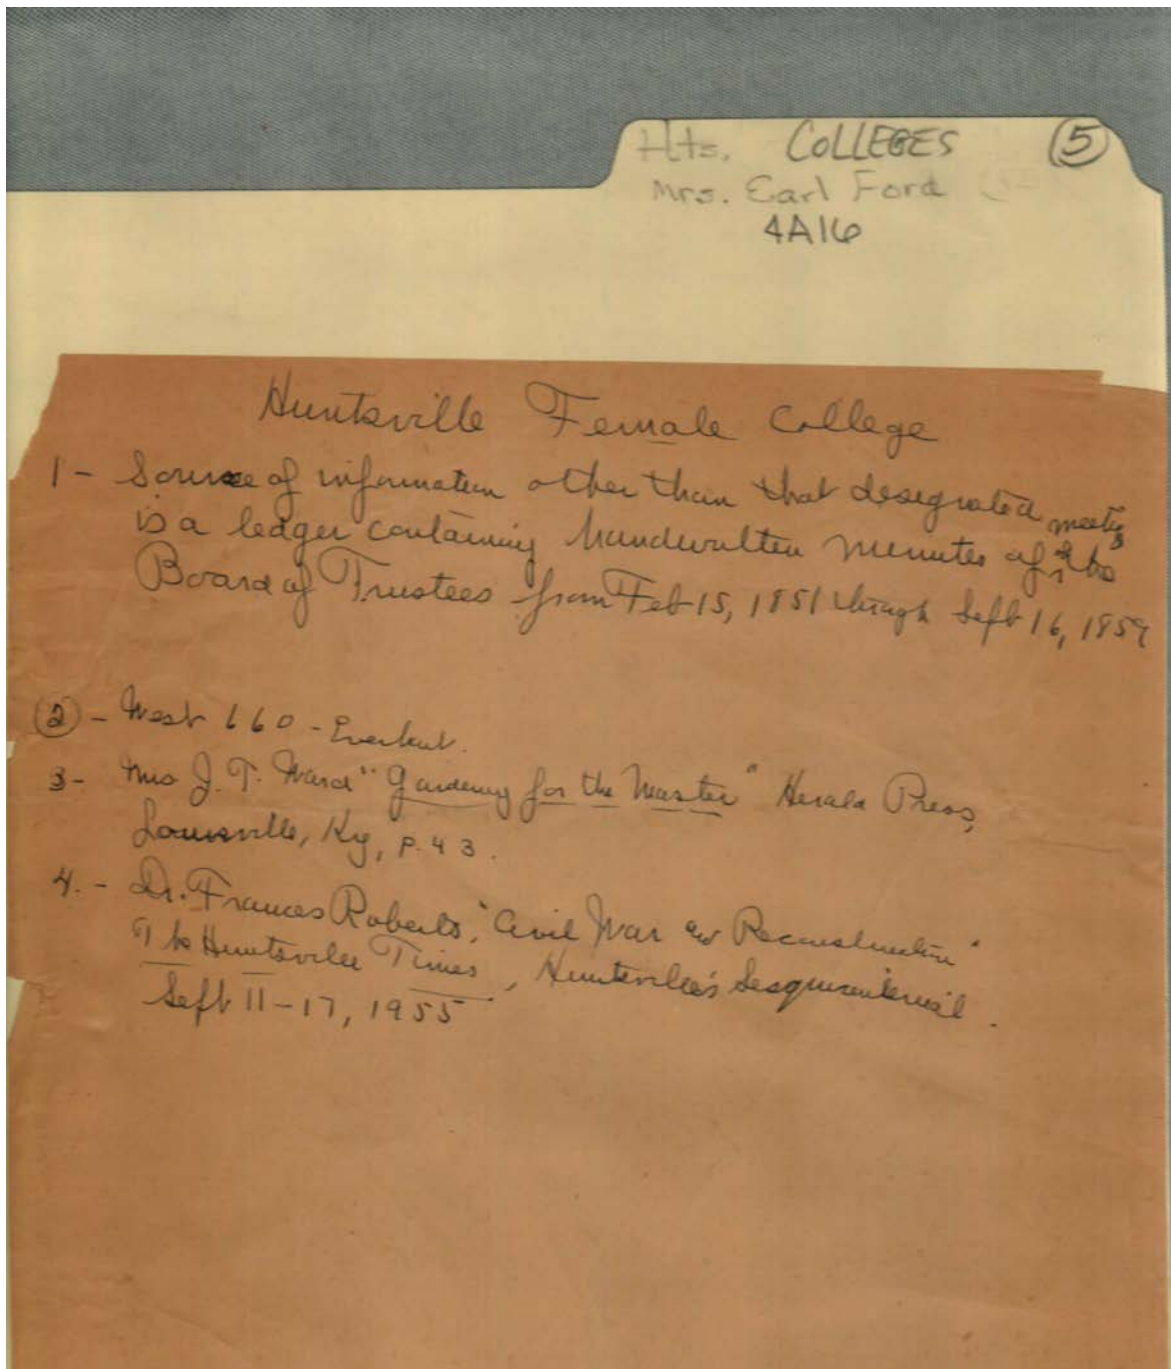 Hts. COLLEGES (5)
Mrs. Earl Ford
4A16
Huntsville Female College
1 - Source of information other than that designated
is a ledger containing handwritten minutes of meetings the
Board of Trustees from Feb 15, 1851 through Sept 16, 1859
(2) - West 660 -
3 - Mrs J. T. Ward "Gardening for the Master" Herald Press,
Louisville, Ky, p. 43.
4. - Dr. Frances Roberts, "Civil War and Reconstruction"
The Huntsville Times, Huntsville's Sesquicentennial.
Sept 11-17, 1955